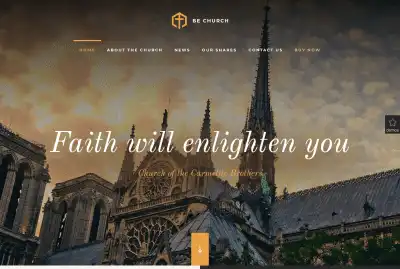 BE CHURCH
HOME ABOUT THE CHURCH NEWS OUR SHARES CONTACT US BUY NOW
Faith will enlighten you
Church of the Carmelite Brothers